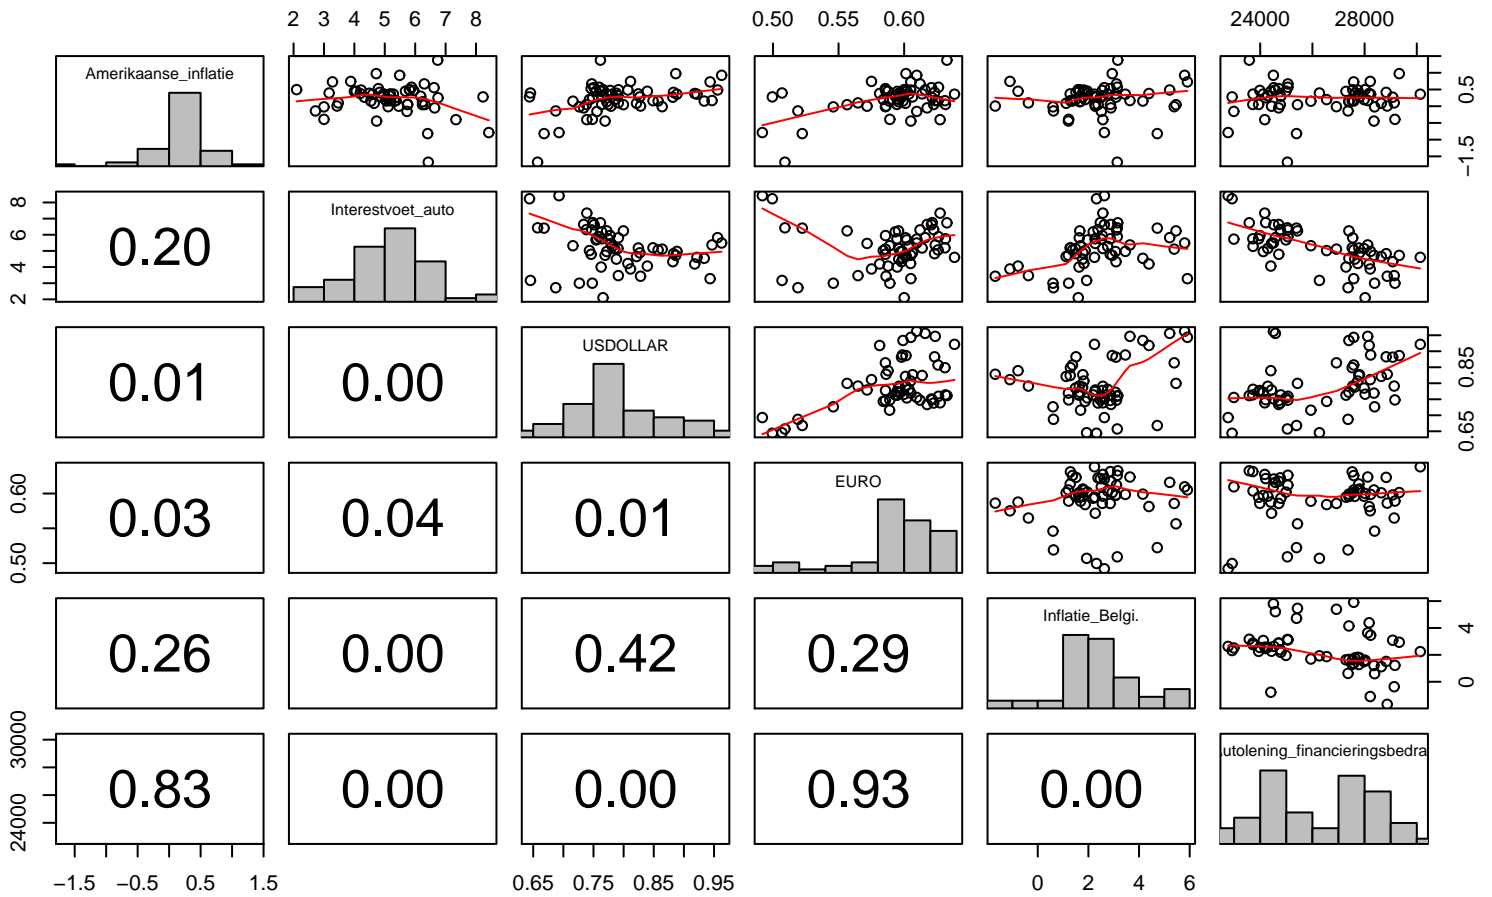 2 3 4 5 6 7 8
0.50 0.55 0.60
24000 28000
Amerikaanse_inflatie
0.5
−1.5
8
6
4
2
0.20
Interestvoet_auto
0.01
0.00
USDOLLAR
0.85
0.65
0.60
0.50
0.03
0.04
0.01
EURO
0.26
0.00
0.42
0.29
Inflatie_Belgi.
4
0
30000
24000
0.83
0.00
0.00
0.93
0.00
utolening_financieringsbedra
−1.5 −0.5 0.5 1.5
0.65 0.75 0.85 0.95
0 2 4 6